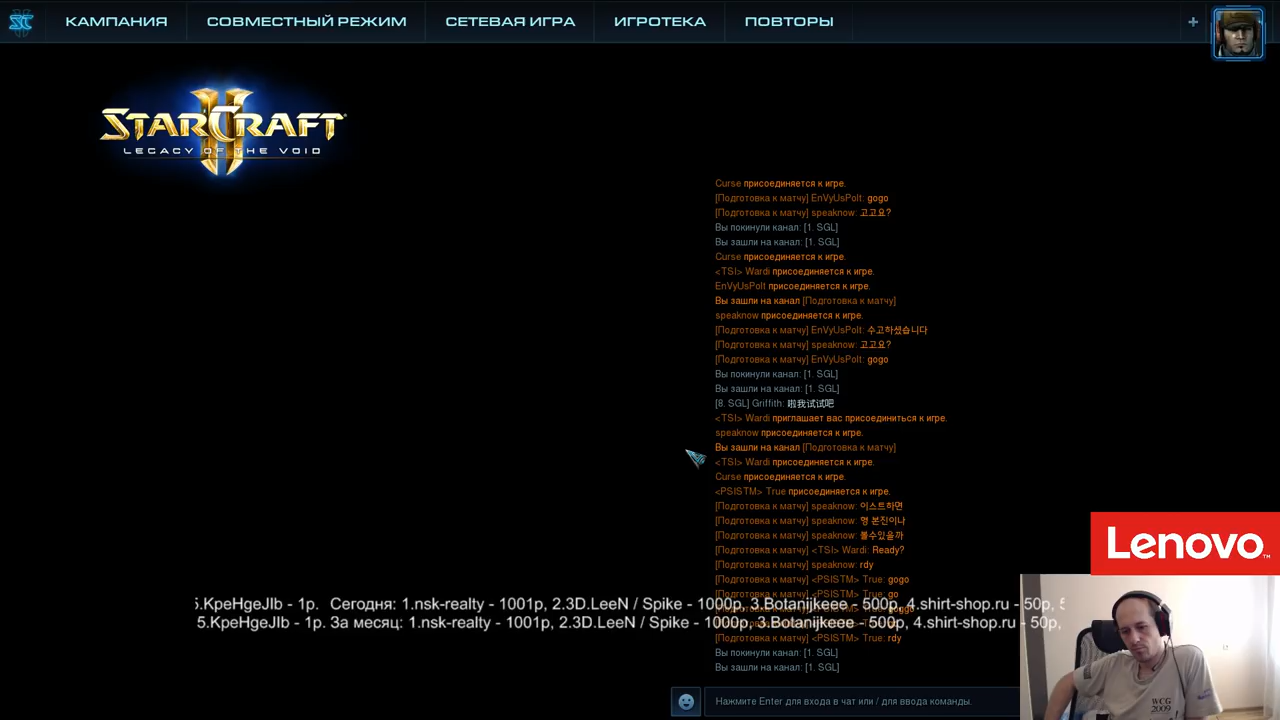 КАМПАНИЯ
СОВМЕСТНЫЙ РЕЖИМ
СЕТЕВАЯ ИГРА
ИГРОТЕКА
ПОВТОРЫ
STARCRAFT II
LEGACY OF THE VOID
Curse присоединяется к игре.
[Подготовка к матчу] EnVyUsPolt: gogo
[Подготовка к матчу] speaknow: 고고요?
Вы покинули канал: [1. SGL]
Вы зашли на канал: [1. SGL]
Curse присоединяется к игре.
<TSI> Wardi присоединяется к игре.
EnVyUsPolt присоединяется к игре.
Вы зашли на канал [Подготовка к матчу]
speaknow присоединяется к игре.
[Подготовка к матчу] EnVyUsPolt: 수고하셨습니다
[Подготовка к матчу] speaknow: 고고요?
[Подготовка к матчу] EnVyUsPolt: gogo
Вы покинули канал: [1. SGL]
Вы зашли на канал: [1. SGL]
[8. SGL] Griffith: 啦我试试吧
<TSI> Wardi приглашает вас присоединиться к игре.
speaknow присоединяется к игре.
Вы зашли на канал [Подготовка к матчу]
<TSI> Wardi присоединяется к игре.
Curse присоединяется к игре.
<PSISTM> True присоединяется к игре.
[Подготовка к матчу] speaknow: 이스트하면
[Подготовка к матчу] speaknow: 형 본진이나
[Подготовка к матчу] speaknow: 볼수있을까
[Подготовка к матчу] <TSI> Wardi: Ready?
[Подготовка к матчу] speaknow: rdy
[Подготовка к матчу] <PSISTM> True: gogo
[Подготовка к матчу] <PSISTM> True: go
5.KpeHgeJIb - 1р. Сегодня: 1.nsk-realty - 1001р, 2.3D.LeeN / Spike - 1000р, 3.Botanijkeee - 500р, 4.shirt-shop.ru - 50р,
5.KpeHgeJIb - 1р. За месяц: 1.nsk-realty - 1001р, 2.3D.LeeN / Spike - 1000р, 3.Botanijkeee - 500р, 4.shirt-shop.ru - 50р,
[Подготовка к матчу] <PSISTM> True: rdy
Вы покинули канал: [1. SGL]
Вы зашли на канал: [1. SGL]
Нажмите Enter для входа в чат или / для ввода команды.
Lenovo
WCG
2009